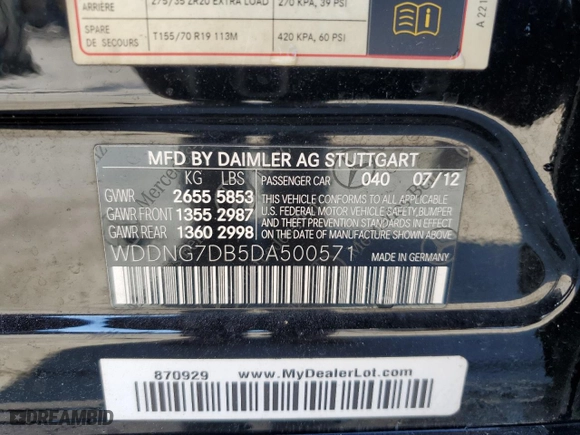 ARRIÈRE 275/35 ZR20 EXTRA LOAD 270 KPA, 39 PSI
SPARE
DE SECOURS T155/70 R19 113M 420 KPA, 60 PSI
A 221
MFD BY DAIMLER AG STUTTGART
KG LBS PASSENGER CAR 040 07/12
GVWR 2655 5853
GAWR FRONT 1355 2987
GAWR REAR 1360 2998
THIS VEHICLE CONFORMS TO ALL APPLICABLE
U.S. FEDERAL MOTOR VEHICLE SAFETY, BUMPER
AND THEFT PREVENTION STANDARDS IN EFFECT
ON THE DATE OF MANUFACTURE SHOWN ABOVE.
WDDNG7DB5DA500571 MADE IN GERMANY
870929 www.MyDealerLot.com
DREAMBID